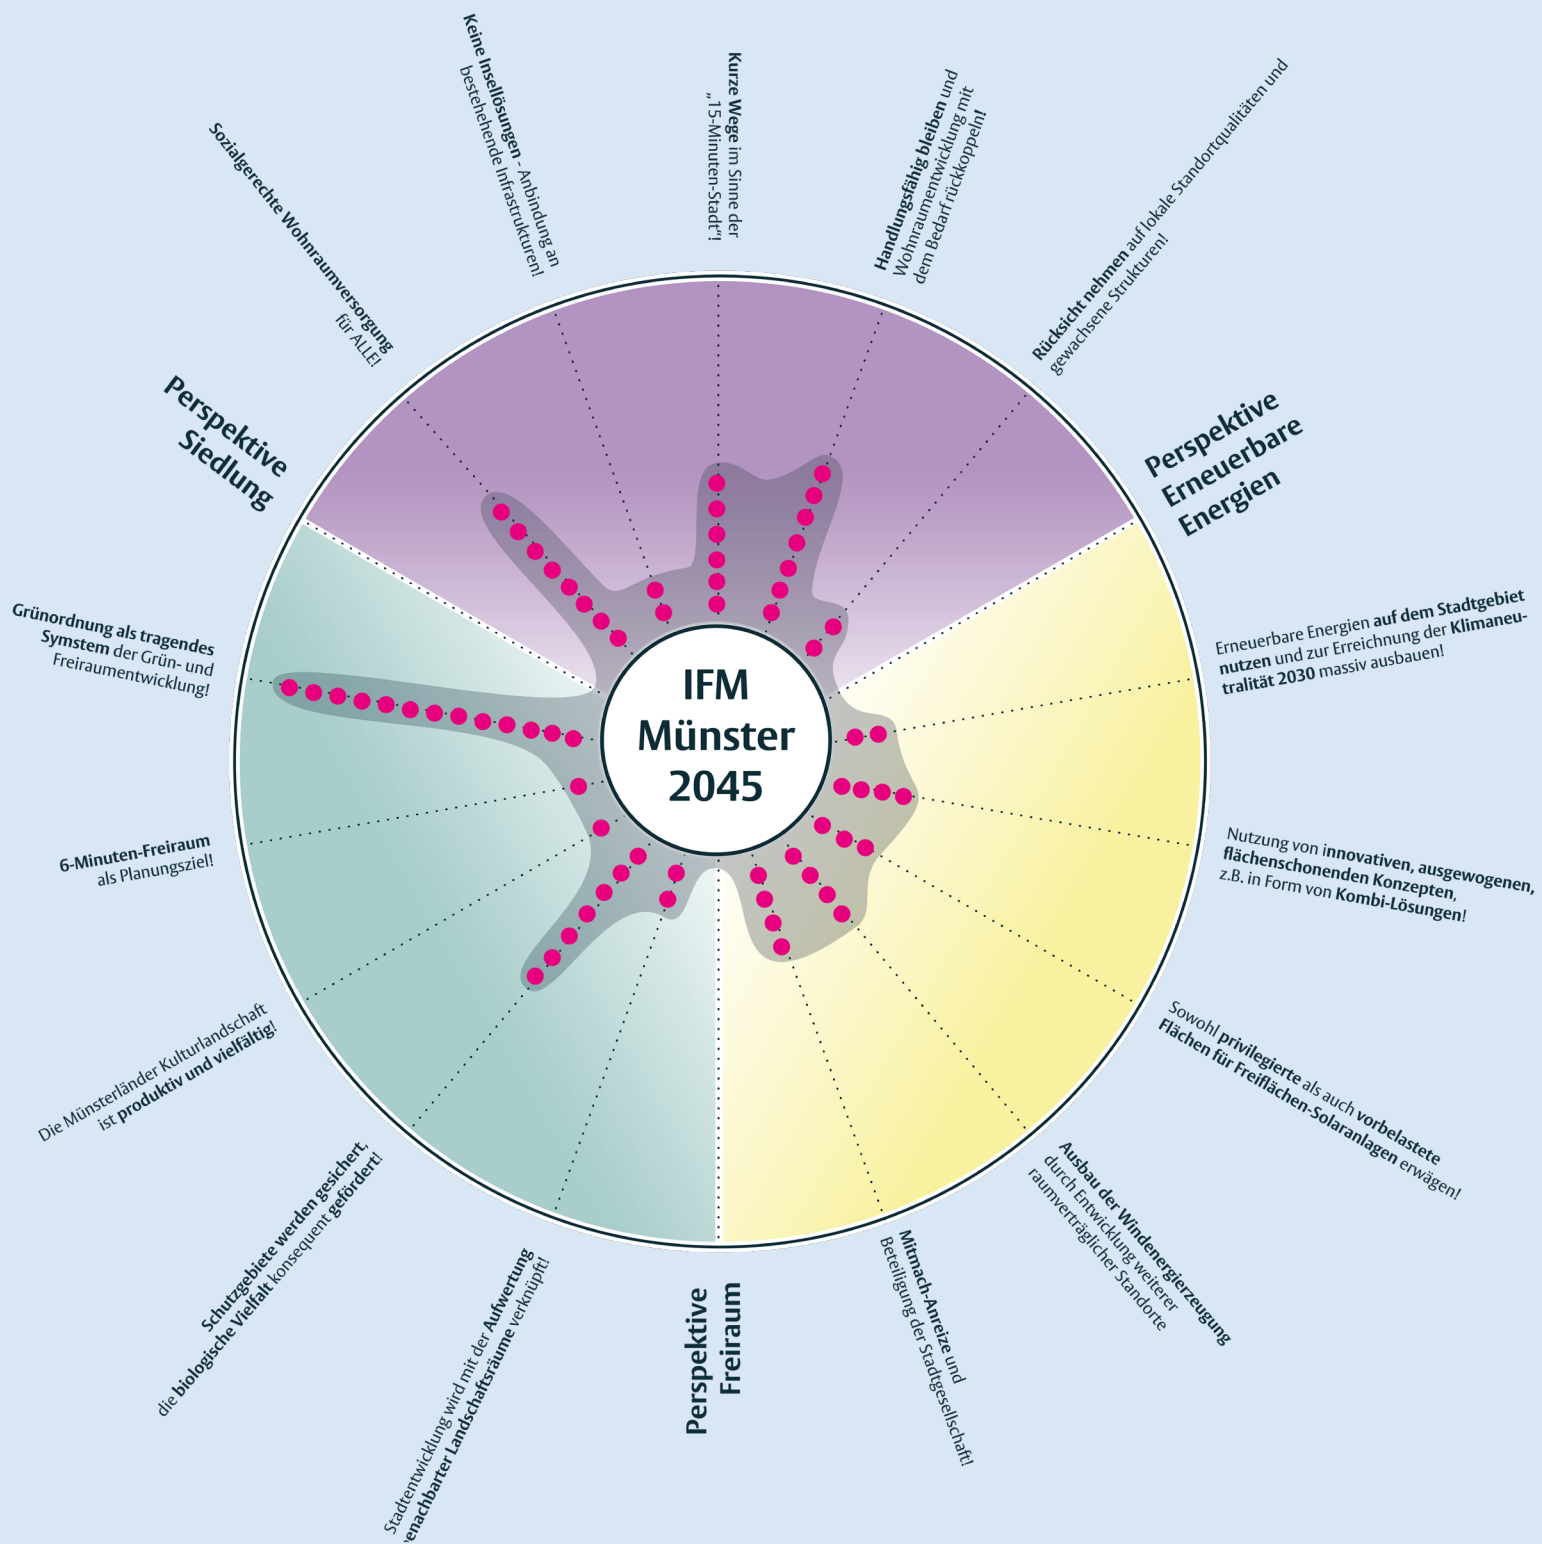 IFM
Münster
2045
Perspektive
Siedlung
Sozialgerechte Wohnraumversorgung
für ALLE!
Keine Insellösungen - Anbindung an
bestehehende Infrastrukturen!
Kurze Wege im Sinne der
„15-Minuten-Stadt“!
Handlungsfähig bleiben und
Wohnraumentwicklung mit
dem Bedarf rückkoppeln!
Rücksicht nehmen auf lokale Standortqualitäten und
gewachsene Strukturen!
Perspektive
Erneuerbare
Energien
Erneuerbare Energien auf dem Stadtgebiet
nutzen und zur Erreichnung der Klimaneu-
tralität 2030 massiv ausbauen!
Nutzung von innovativen, ausgewogenen,
flächenschonenden Konzepten,
z.B. in Form von Kombi-Lösungen!
Sowohl privilegierte als auch vorbelastete
Flächen für Freiflächen-Solaranlagen erwägen!
Ausbau der Windenergierzeugung
durch Entwicklung weiterer
raumverträglicher Standorte
Mitmach-Anreize und
Beteiligung der Stadtgesellschaft!
Perspektive
Freiraum
Stadtentwicklung wird mit der Aufwertung
enachbarter Landschaftsräume verknüpft!
Schutzgebiete werden gesichert,
die biologische Vielfalt konsequent gefördert!
Die Münsterländer Kulturlandschaft
ist produktiv und vielfältig!
6-Minuten-Freiraum
als Planungsziel!
Grünordnung als tragendes
Symstem der Grün- und
Freiraumentwicklung!